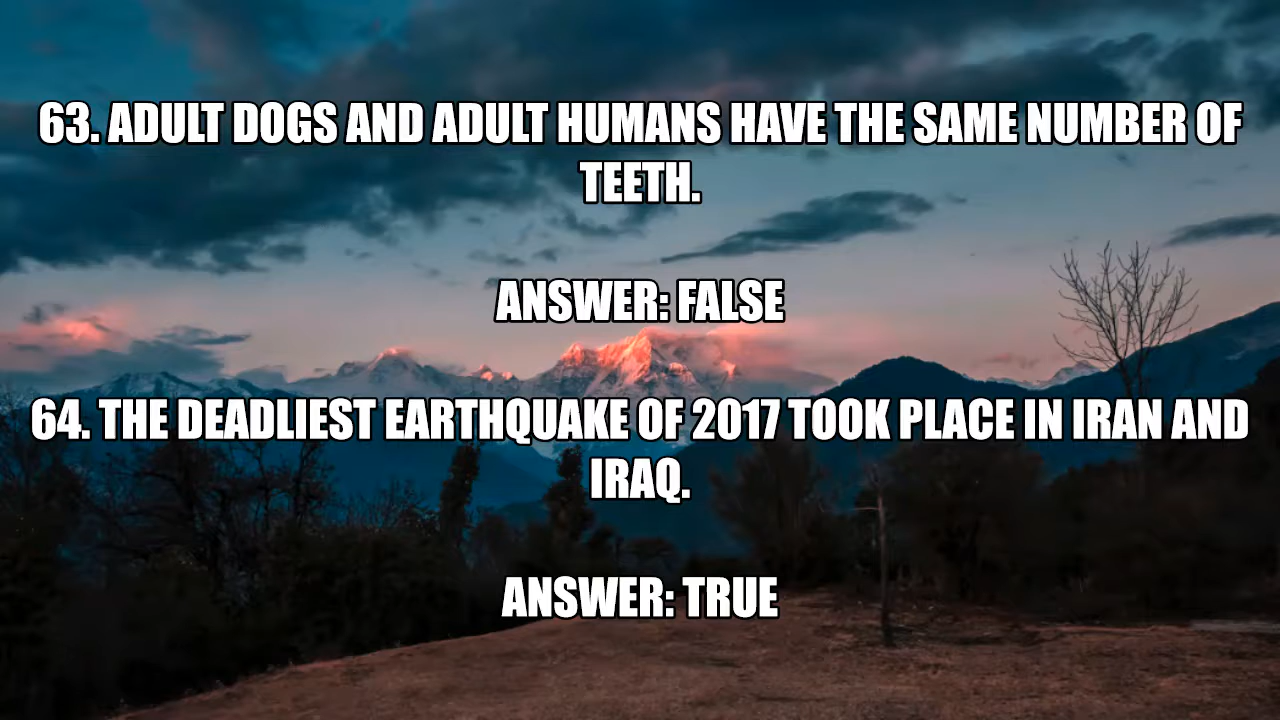 63. ADULT DOGS AND ADULT HUMANS HAVE THE SAME NUMBER OF
TEETH.
ANSWER: FALSE
64. THE DEADLIEST EARTHQUAKE OF 2017 TOOK PLACE IN IRAN AND
IRAQ.
ANSWER: TRUE